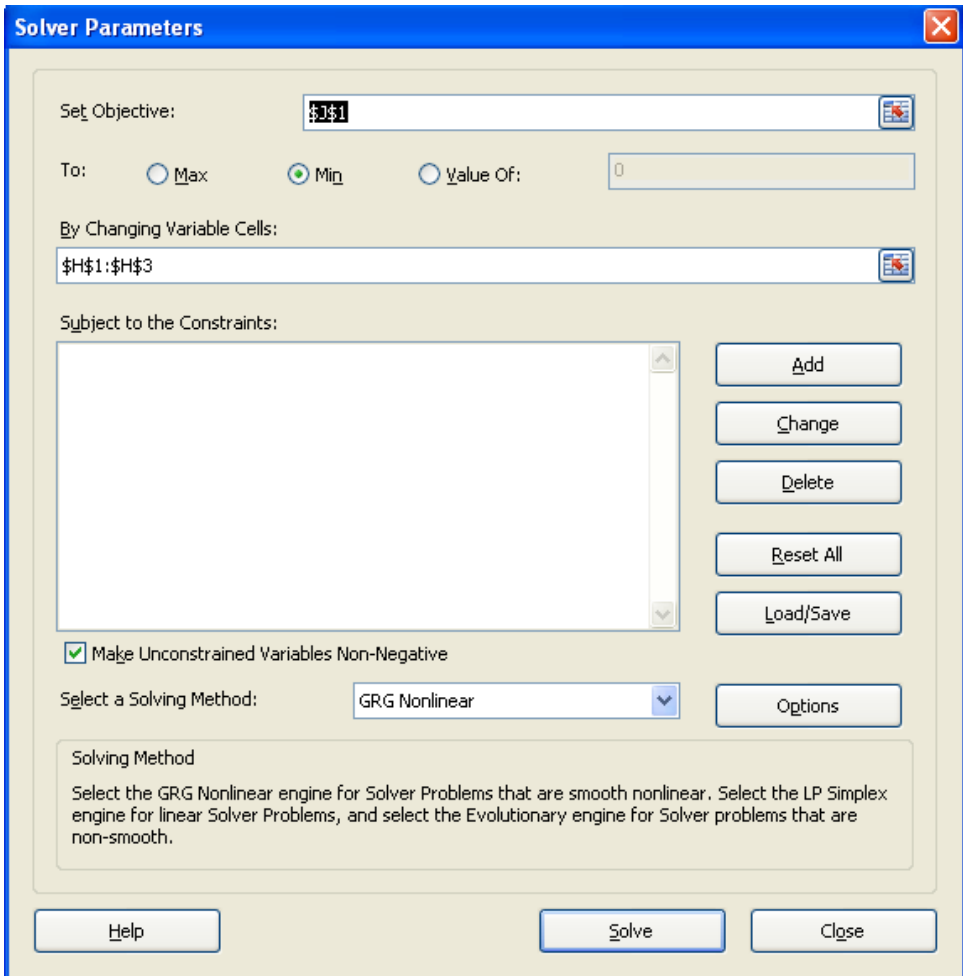 Solver Parameters
Set Objective: $J$1
To: Max Min Value Of: 0
By Changing Variable Cells:
$H$1:$H$3
Subject to the Constraints:
Add
Change
Delete
Reset All
Load/Save
Make Unconstrained Variables Non-Negative
Select a Solving Method: GRG Nonlinear Options
Solving Method
Select the GRG Nonlinear engine for Solver Problems that are smooth nonlinear. Select the LP Simplex
engine for linear Solver Problems, and select the Evolutionary engine for Solver problems that are
non-smooth.
Help Solve Close